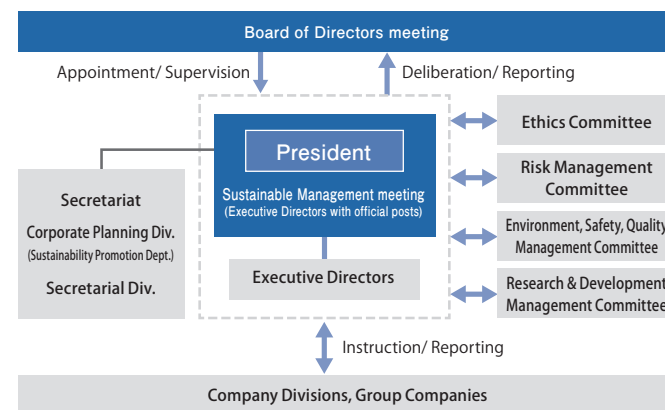 Board of Directors meeting
Appointment/ Supervision
Deliberation/ Reporting
President
Sustainable Management meeting
(Executive Directors with official posts)
Executive Directors
Secretariat
Corporate Planning Div.
(Sustainability Promotion Dept.)
Secretarial Div.
Ethics Committee
Risk Management
Committee
Environment, Safety, Quality
Management Committee
Research & Development
Management Committee
Instruction/ Reporting
Company Divisions, Group Companies